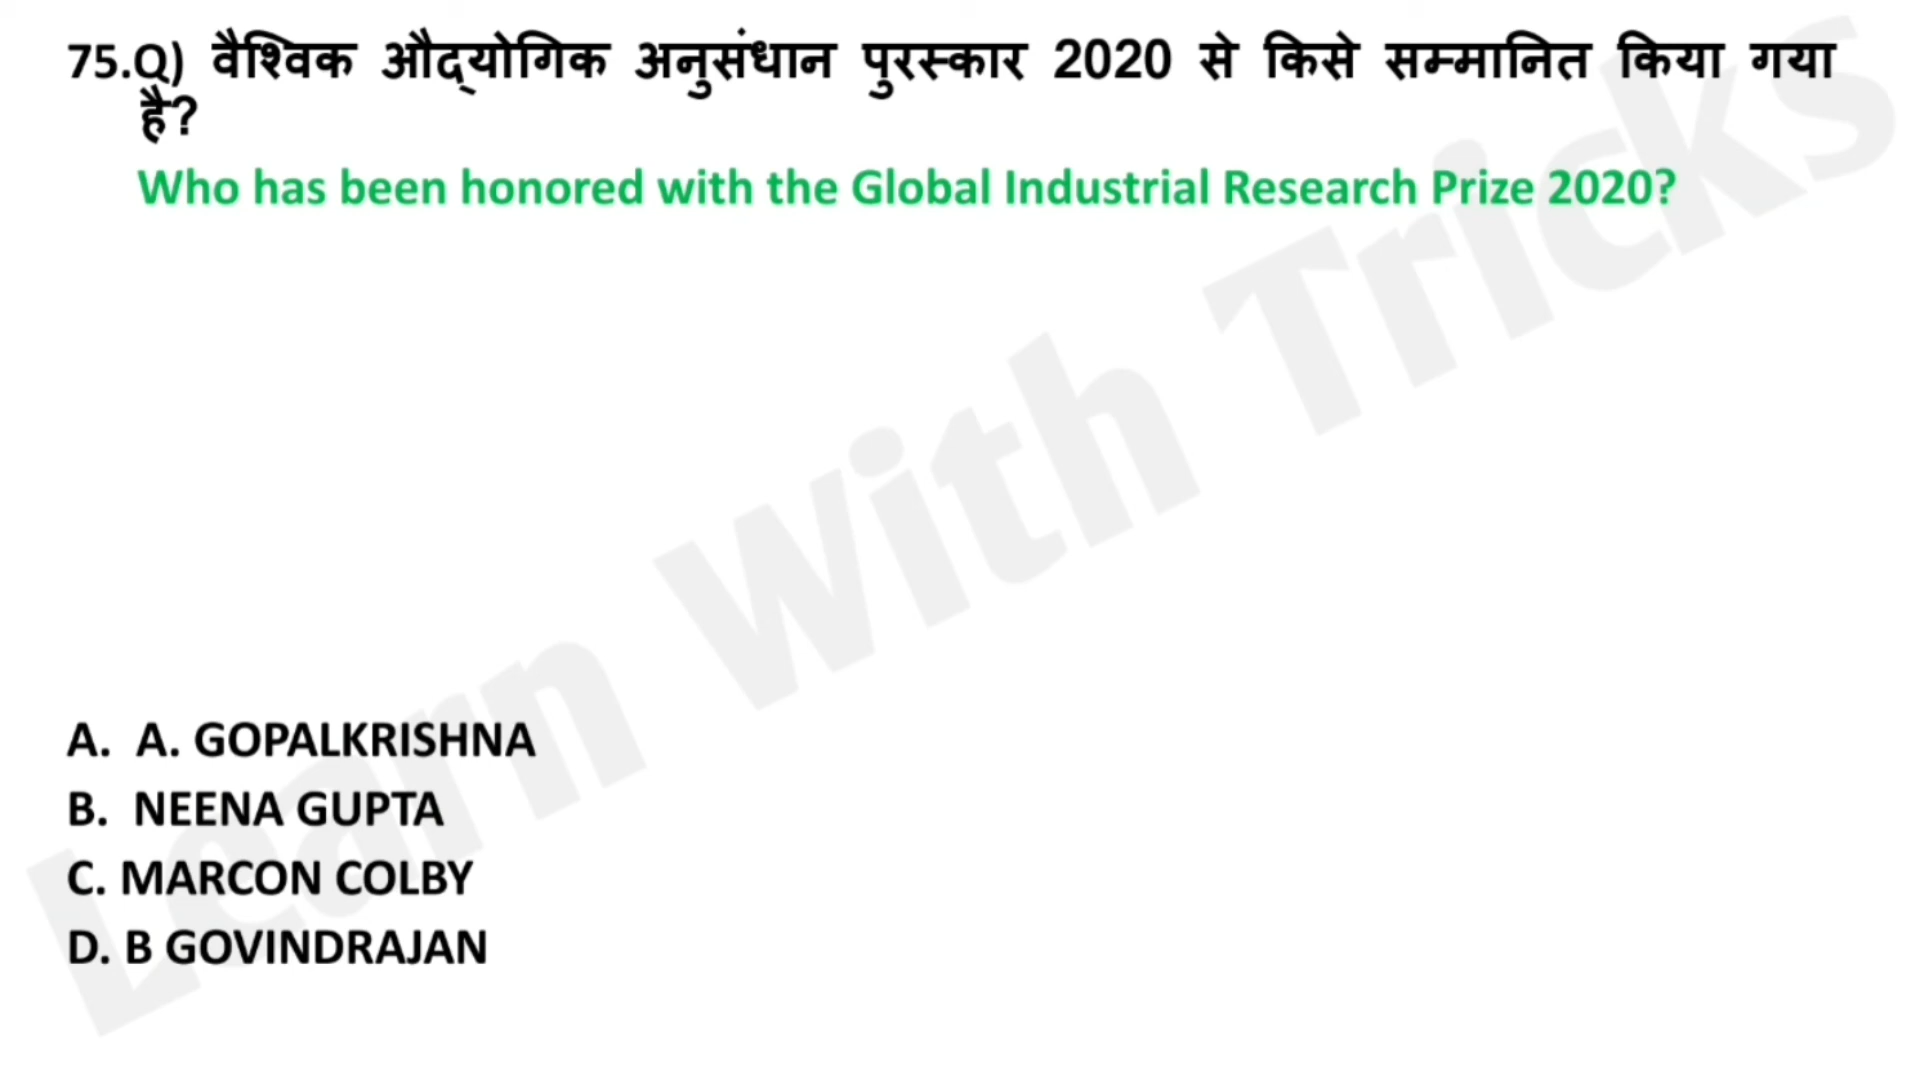 75.Q) वैश्विक औद्योगिक अनुसंधान पुरस्कार 2020 से किसे सम्मानित किया गया
है?
Who has been honored with the Global Industrial Research Prize 2020?
Learn With Tricks
A. A. GOPALKRISHNA
B. NEENA GUPTA
C. MARCON COLBY
D. B GOVINDRAJAN